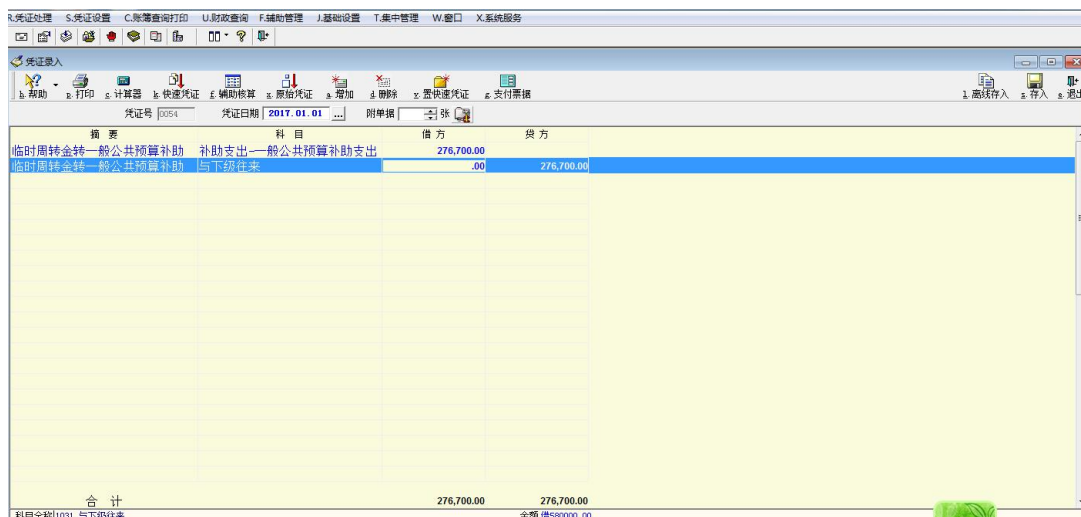 R.凭证处理 S.凭证设置 C.账簿查询打印 U.财政查询 F.辅助管理 J.基础设置 T.集中管理 W.窗口 X.系统服务
凭证录入
h.帮助 p.打印 c.计算器 k.快速凭证 f.辅助核算 x.原始凭证 a.增加 d.删除 y.置快速凭证 g.支付票据 l.离线存入 s.存入 e.退出
凭证号 0054 凭证日期 2017.01.01 ... 附单据 张
摘 要 科 目 借 方 贷 方
临时周转金转一般公共预算补助 补助支出-一般公共预算补助支出 276,700.00
临时周转金转一般公共预算补助 与下级往来 .00 276,700.00
合 计 276,700.00 276,700.00
科目全称 1031 与下级往来 余额 借580000.00